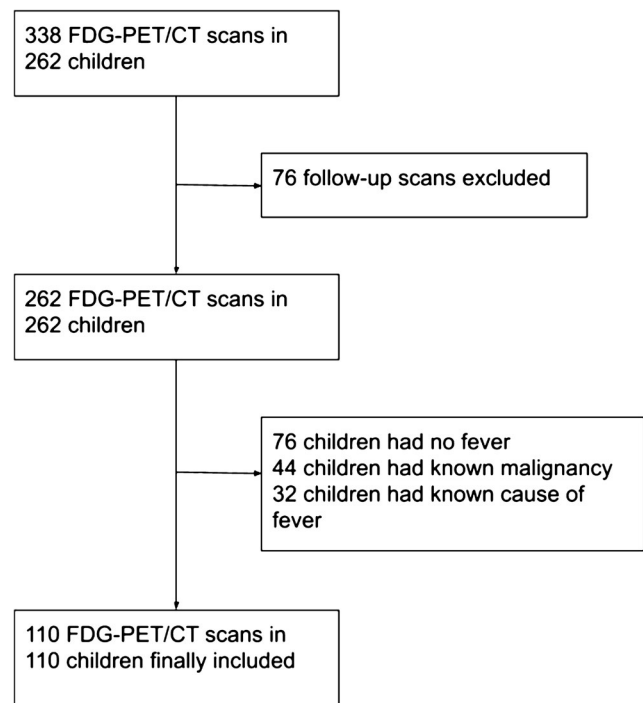 338 FDG-PET/CT scans in
262 children
76 follow-up scans excluded
262 FDG-PET/CT scans in
262 children
76 children had no fever
44 children had known malignancy
32 children had known cause of
fever
110 FDG-PET/CT scans in
110 children finally included